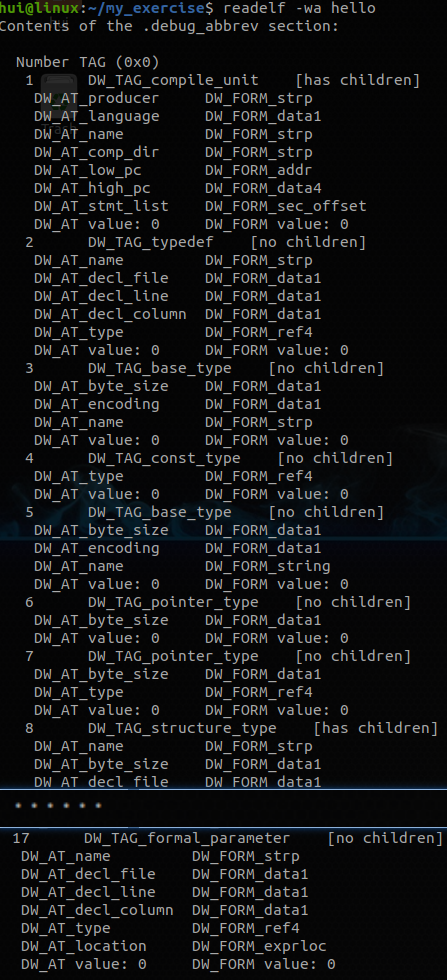 hui@linux:~/my_exercise$ readelf -wa hello
Contents of the .debug_abbrev section:
Number TAG (0x0)
1 DW_TAG_compile_unit [has children]
DW_AT_producer DW_FORM_strp
DW_AT_language DW_FORM_data1
DW_AT_name DW_FORM_strp
DW_AT_comp_dir DW_FORM_strp
DW_AT_low_pc DW_FORM_addr
DW_AT_high_pc DW_FORM_data4
DW_AT_stmt_list DW_FORM_sec_offset
DW_AT value: 0 DW_FORM value: 0
2 DW_TAG_typedef [no children]
DW_AT_name DW_FORM_strp
DW_AT_decl_file DW_FORM_data1
DW_AT_decl_line DW_FORM_data1
DW_AT_decl_column DW_FORM_data1
DW_AT_type DW_FORM_ref4
DW_AT value: 0 DW_FORM value: 0
3 DW_TAG_base_type [no children]
DW_AT_byte_size DW_FORM_data1
DW_AT_encoding DW_FORM_data1
DW_AT_name DW_FORM_strp
DW_AT value: 0 DW_FORM value: 0
4 DW_TAG_const_type [no children]
DW_AT_type DW_FORM_ref4
DW_AT value: 0 DW_FORM value: 0
5 DW_TAG_base_type [no children]
DW_AT_byte_size DW_FORM_data1
DW_AT_encoding DW_FORM_data1
DW_AT_name DW_FORM_string
DW_AT value: 0 DW_FORM value: 0
6 DW_TAG_pointer_type [no children]
DW_AT_byte_size DW_FORM_data1
DW_AT value: 0 DW_FORM value: 0
7 DW_TAG_pointer_type [no children]
DW_AT_byte_size DW_FORM_data1
DW_AT_type DW_FORM_ref4
DW_AT value: 0 DW_FORM value: 0
8 DW_TAG_structure_type [has children]
DW_AT_name DW_FORM_strp
DW_AT_byte_size DW_FORM_data1
DW_AT_decl_file DW_FORM_data1
* * * * * *
17 DW_TAG_formal_parameter [no children]
DW_AT_name DW_FORM_strp
DW_AT_decl_file DW_FORM_data1
DW_AT_decl_line DW_FORM_data1
DW_AT_decl_column DW_FORM_data1
DW_AT_type DW_FORM_ref4
DW_AT_location DW_FORM_exprloc
DW_AT value: 0 DW_FORM value: 0